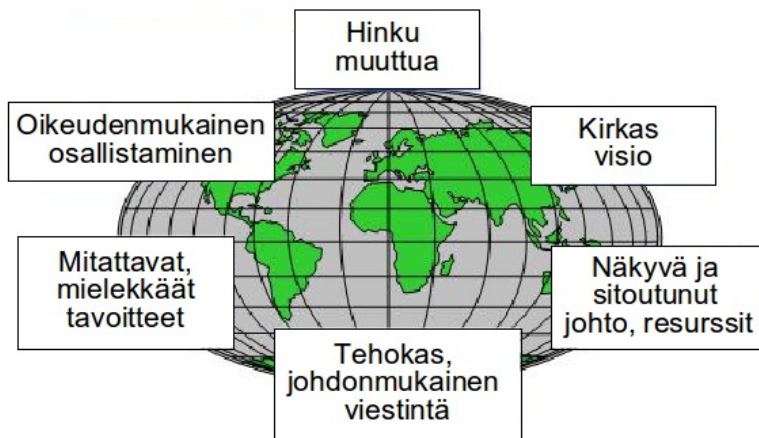 Hinku
muuttua
Oikeudenmukainen
osallistaminen
Kirkas
visio
Mitattavat,
mielekkäät
tavoitteet
Näkyvä ja
sitoutunut
johto, resurssit
Tehokas,
johdonmukainen
viestintä